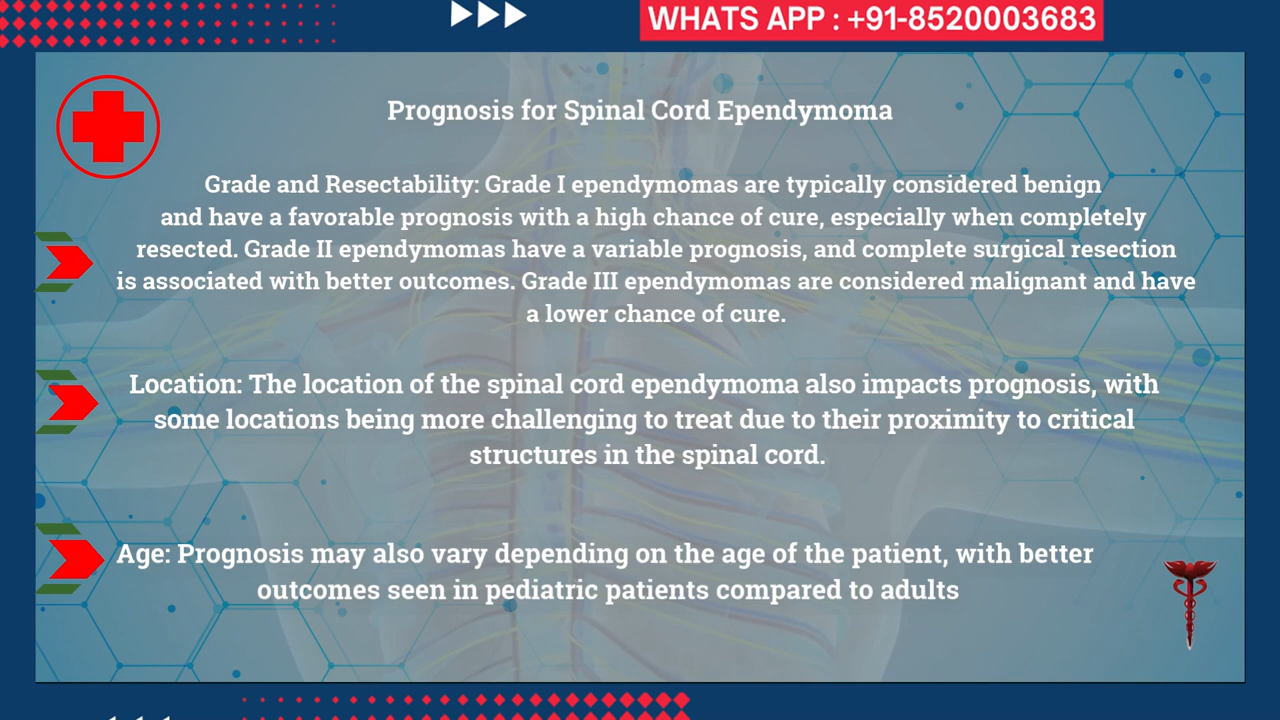 WHATS APP : +91-8520003683
Prognosis for Spinal Cord Ependymoma
Grade and Resectability: Grade I ependymomas are typically considered benign
and have a favorable prognosis with a high chance of cure, especially when completely
resected. Grade II ependymomas have a variable prognosis, and complete surgical resection
is associated with better outcomes. Grade III ependymomas are considered malignant and have
a lower chance of cure.
Location: The location of the spinal cord ependymoma also impacts prognosis, with
some locations being more challenging to treat due to their proximity to critical
structures in the spinal cord.
Age: Prognosis may also vary depending on the age of the patient, with better
outcomes seen in pediatric patients compared to adults